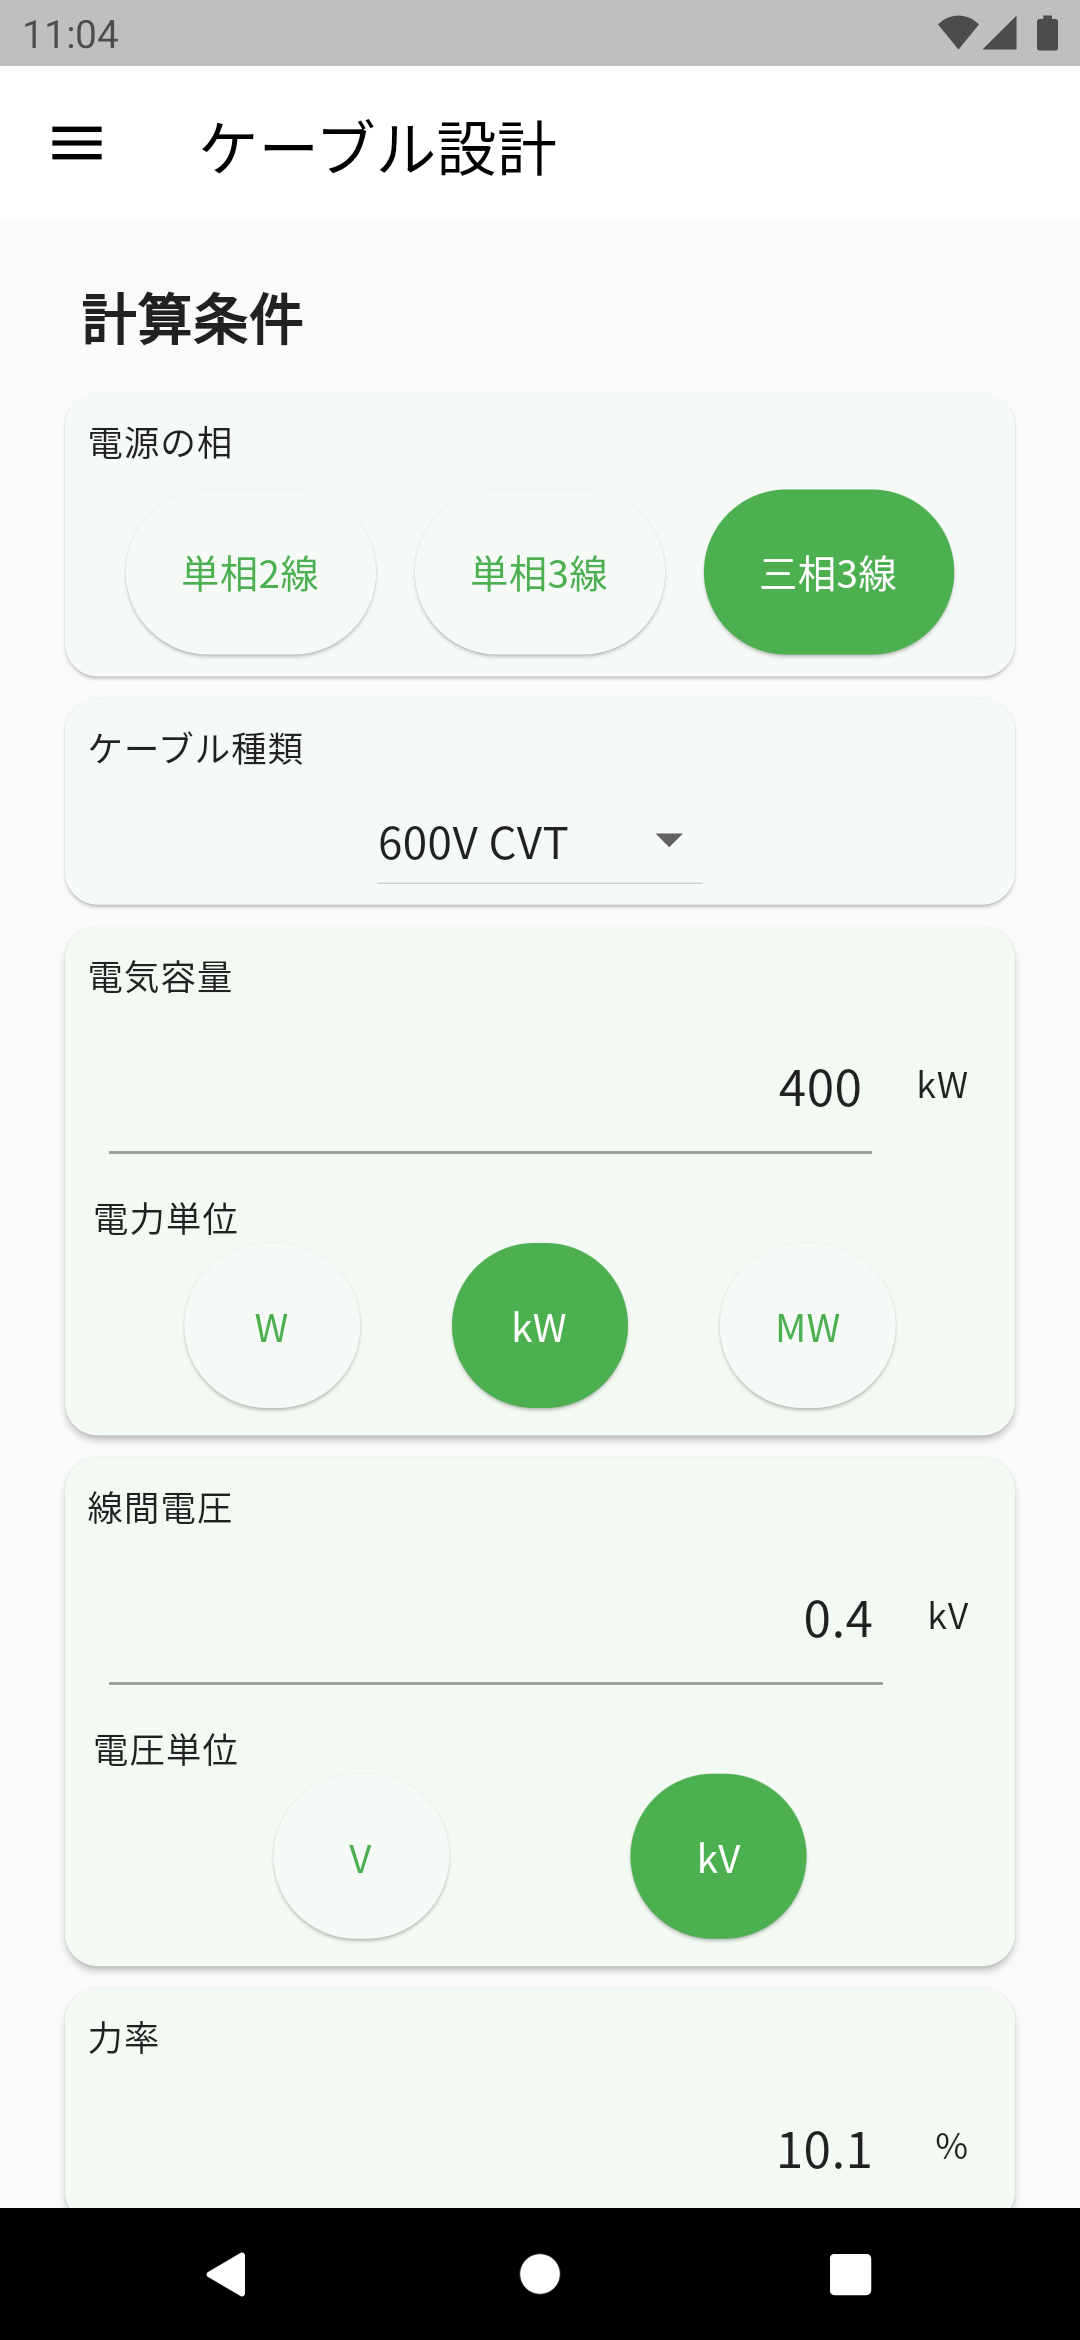 11:04
ケーブル設計
計算条件
電源の相
単相2線 単相3線 三相3線
ケーブル種類
600V CVT
電気容量
400 kW
電力単位
W kW MW
線間電圧
0.4 kV
電圧単位
V kV
力率
10.1 %